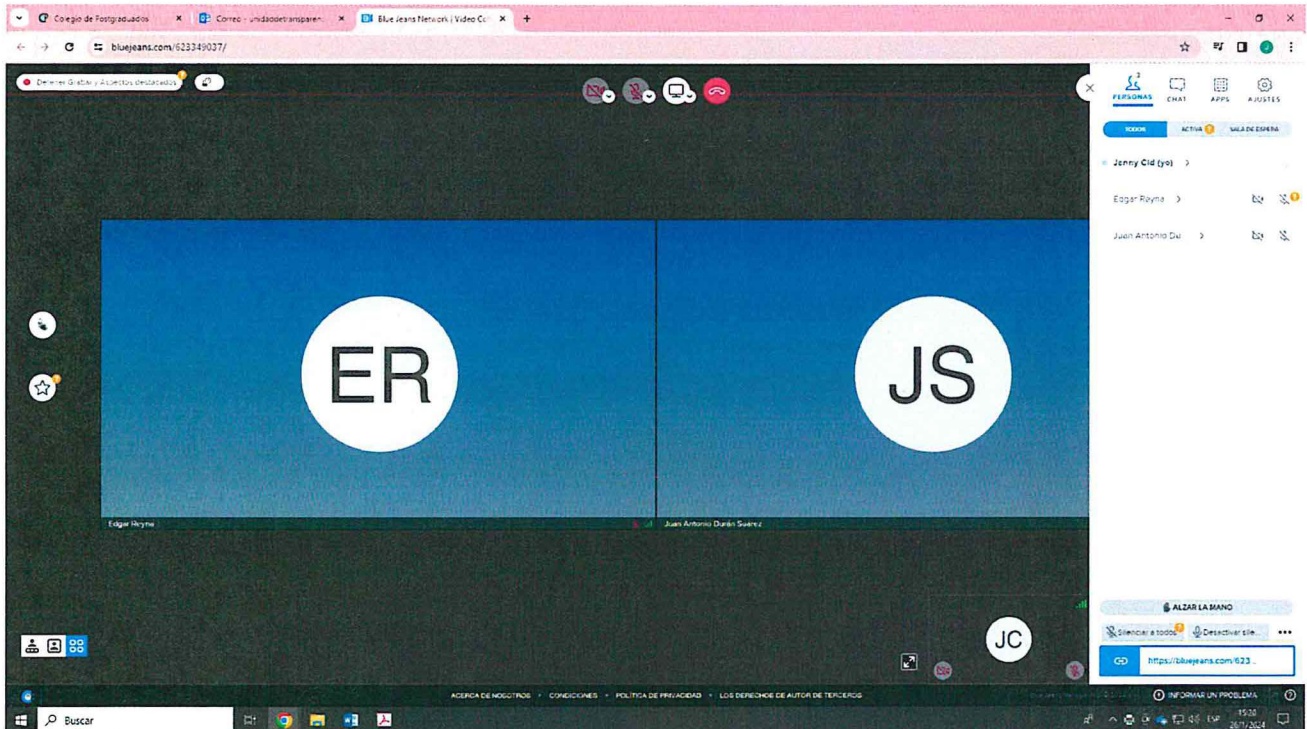 Colegio de Postgraduados
Correo - unidaddetransparen
Blue Jeans Network | Video Co
bluejeans.com/623349037/
Detener Grabar y Aspectos destacados
PERSONAS
CHAT
APPS
AJUSTES
TODOS
ACTIVA
SALA DE ESPERA
Jenny Cid (yo)
Edgar Reyna
Juan Antonio Du
ER
JS
Edgar Reyna
Juan Antonio Durán Suárez
JC
ALZAR LA MANO
Silenciar a todos
Desactivar sile...
https://bluejeans.com/623...
ACERCA DE NOSOTROS
CONDICIONES
POLÍTICA DE PRIVACIDAD
LOS DERECHOS DE AUTOR DE TERCEROS
INFORMAR UN PROBLEMA
Buscar
ESP
15:20
26/11/2024